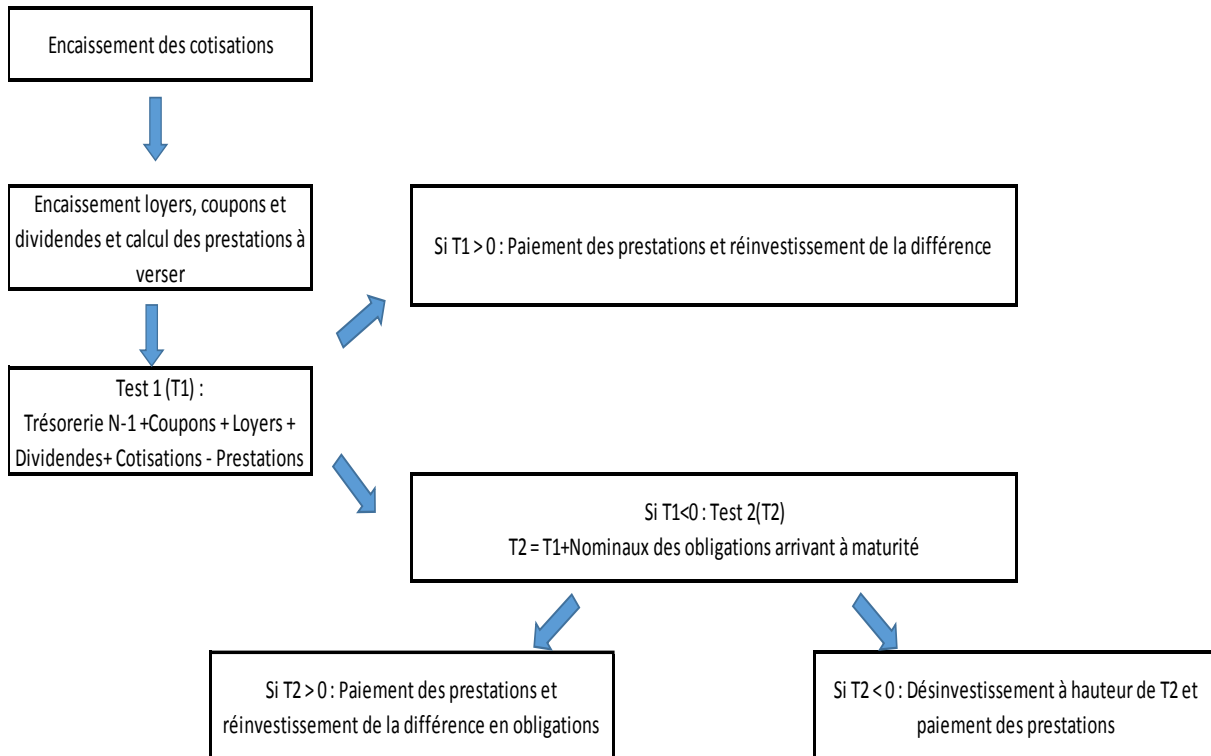 Encaissement des cotisations
Encaissement loyers, coupons et
dividendes et calcul des prestations à
verser
Si T1 > 0 : Paiement des prestations et réinvestissement de la différence
Test 1 (T1) :
Trésorerie N-1 +Coupons + Loyers +
Dividendes+ Cotisations - Prestations
Si T1<0 : Test 2(T2)
T2 = T1+Nominaux des obligations arrivant à maturité
Si T2 > 0 : Paiement des prestations et
réinvestissement de la différence en obligations
Si T2 < 0 : Désinvestissement à hauteur de T2 et
paiement des prestations